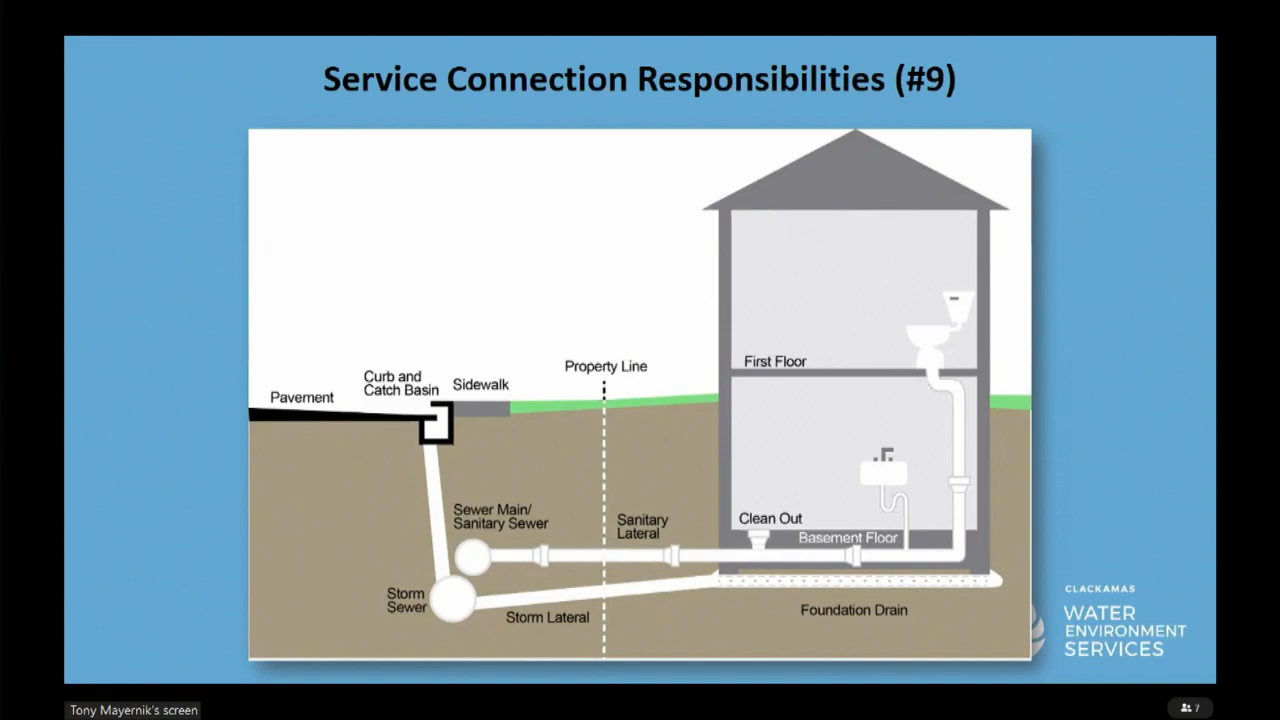 Service Connection Responsibilities (#9)
Property Line
First Floor
Curb and
Catch Basin
Sidewalk
Pavement
Sewer Main/
Sanitary Sewer
Sanitary
Lateral
Clean Out
Basement Floor
Storm
Sewer
Storm Lateral
Foundation Drain
CLACKAMAS
WATER
ENVIRONMENT
SERVICES
Tony Mayernik's screen
7